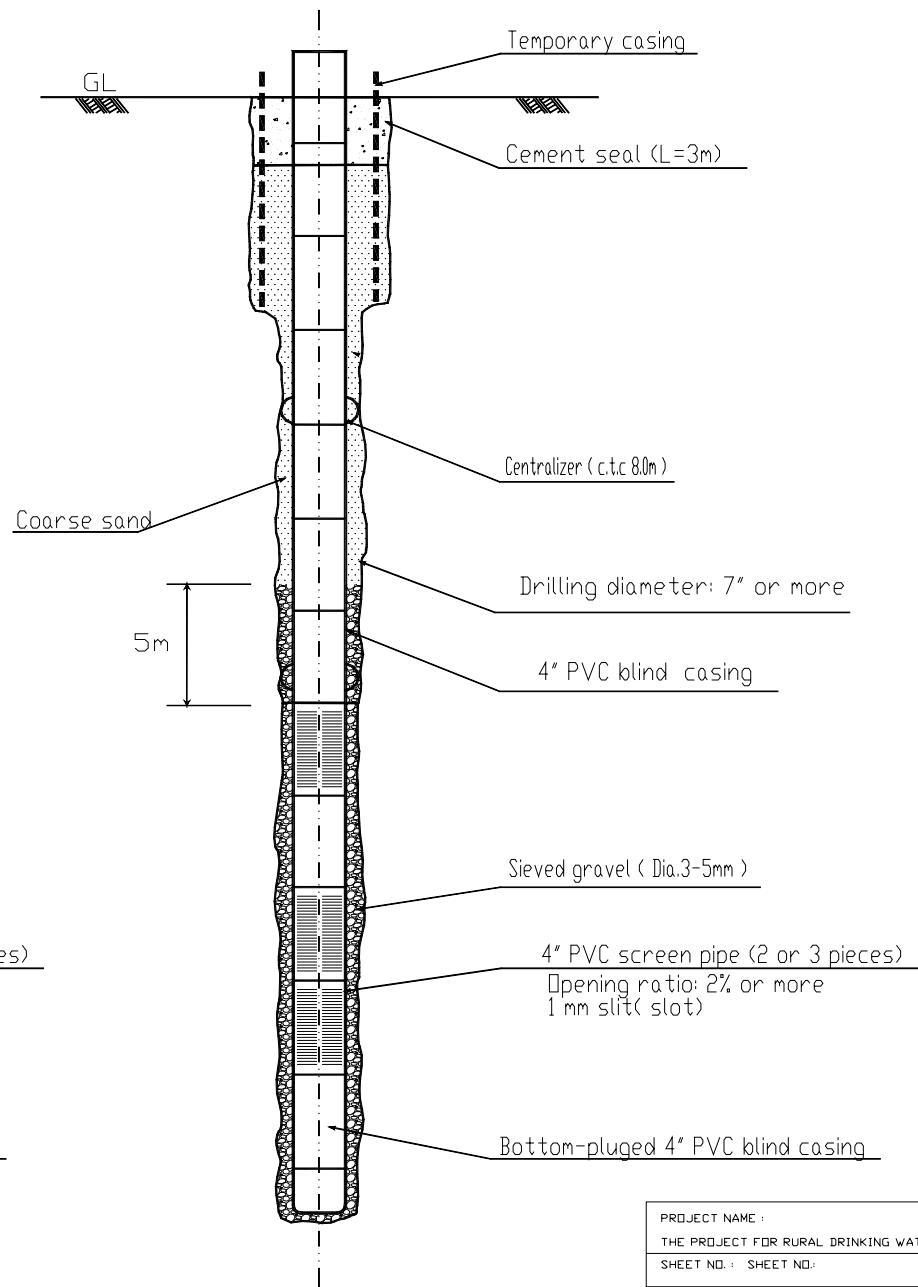 Temporary casing
GL
Cement seal (L=3m)
Centralizer ( c.t.c 8.0m )
Coarse sand
Drilling diameter: 7" or more
5m
4" PVC blind casing
Sieved gravel ( Dia.3-5mm )
es)
4" PVC screen pipe (2 or 3 pieces)
Opening ratio: 2% or more
1 mm slit( slot)
Bottom-pluged 4" PVC blind casing
PROJECT NAME :
THE PROJECT FOR RURAL DRINKING WAT
SHEET NO. : SHEET NO.: